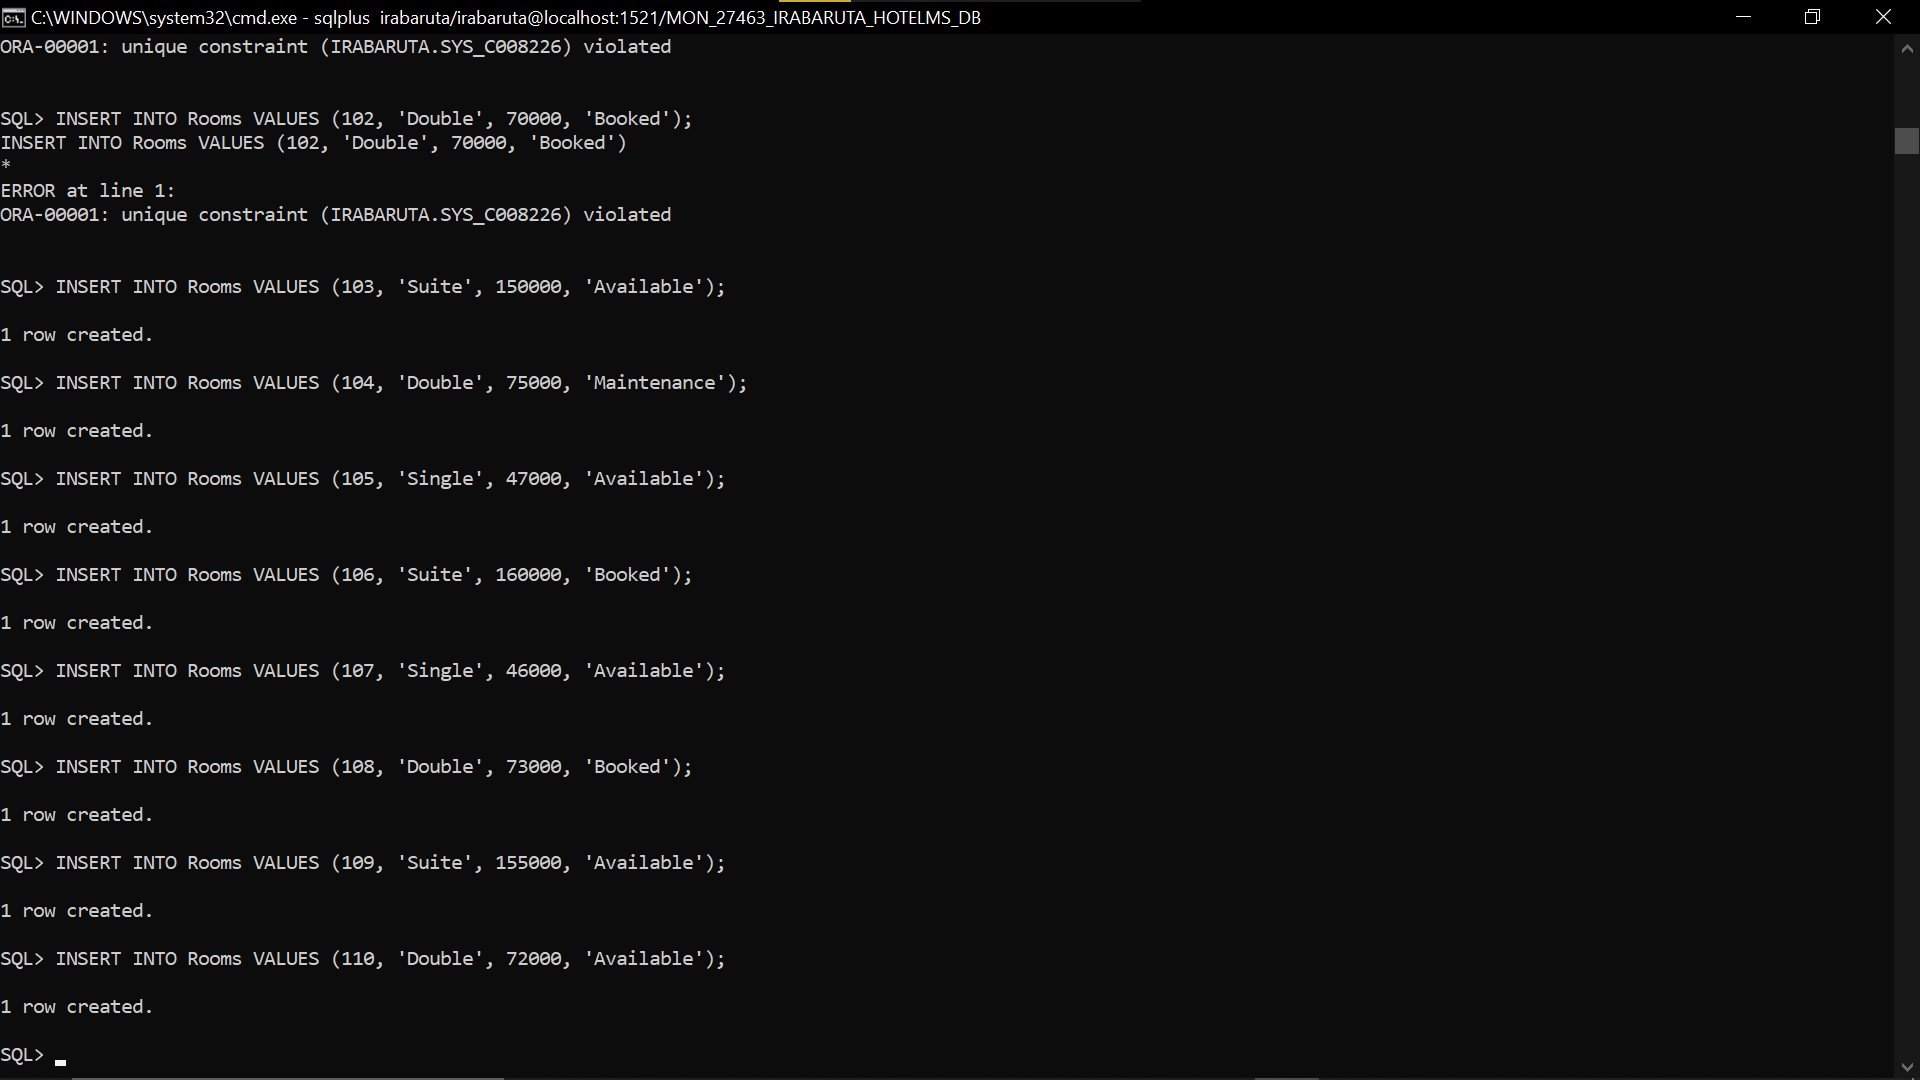 C:\WINDOWS\system32\cmd.exe - sqlplus  irabaruta/irabaruta@localhost:1521/MON_27463_IRABARUTA_HOTELMS_DB
ORA-00001: unique constraint (IRABARUTA.SYS_C008226) violated
SQL> INSERT INTO Rooms VALUES (102, 'Double', 70000, 'Booked');
INSERT INTO Rooms VALUES (102, 'Double', 70000, 'Booked')
*
ERROR at line 1:
ORA-00001: unique constraint (IRABARUTA.SYS_C008226) violated
SQL> INSERT INTO Rooms VALUES (103, 'Suite', 150000, 'Available');
1 row created.
SQL> INSERT INTO Rooms VALUES (104, 'Double', 75000, 'Maintenance');
1 row created.
SQL> INSERT INTO Rooms VALUES (105, 'Single', 47000, 'Available');
1 row created.
SQL> INSERT INTO Rooms VALUES (106, 'Suite', 160000, 'Booked');
1 row created.
SQL> INSERT INTO Rooms VALUES (107, 'Single', 46000, 'Available');
1 row created.
SQL> INSERT INTO Rooms VALUES (108, 'Double', 73000, 'Booked');
1 row created.
SQL> INSERT INTO Rooms VALUES (109, 'Suite', 155000, 'Available');
1 row created.
SQL> INSERT INTO Rooms VALUES (110, 'Double', 72000, 'Available');
1 row created.
SQL>